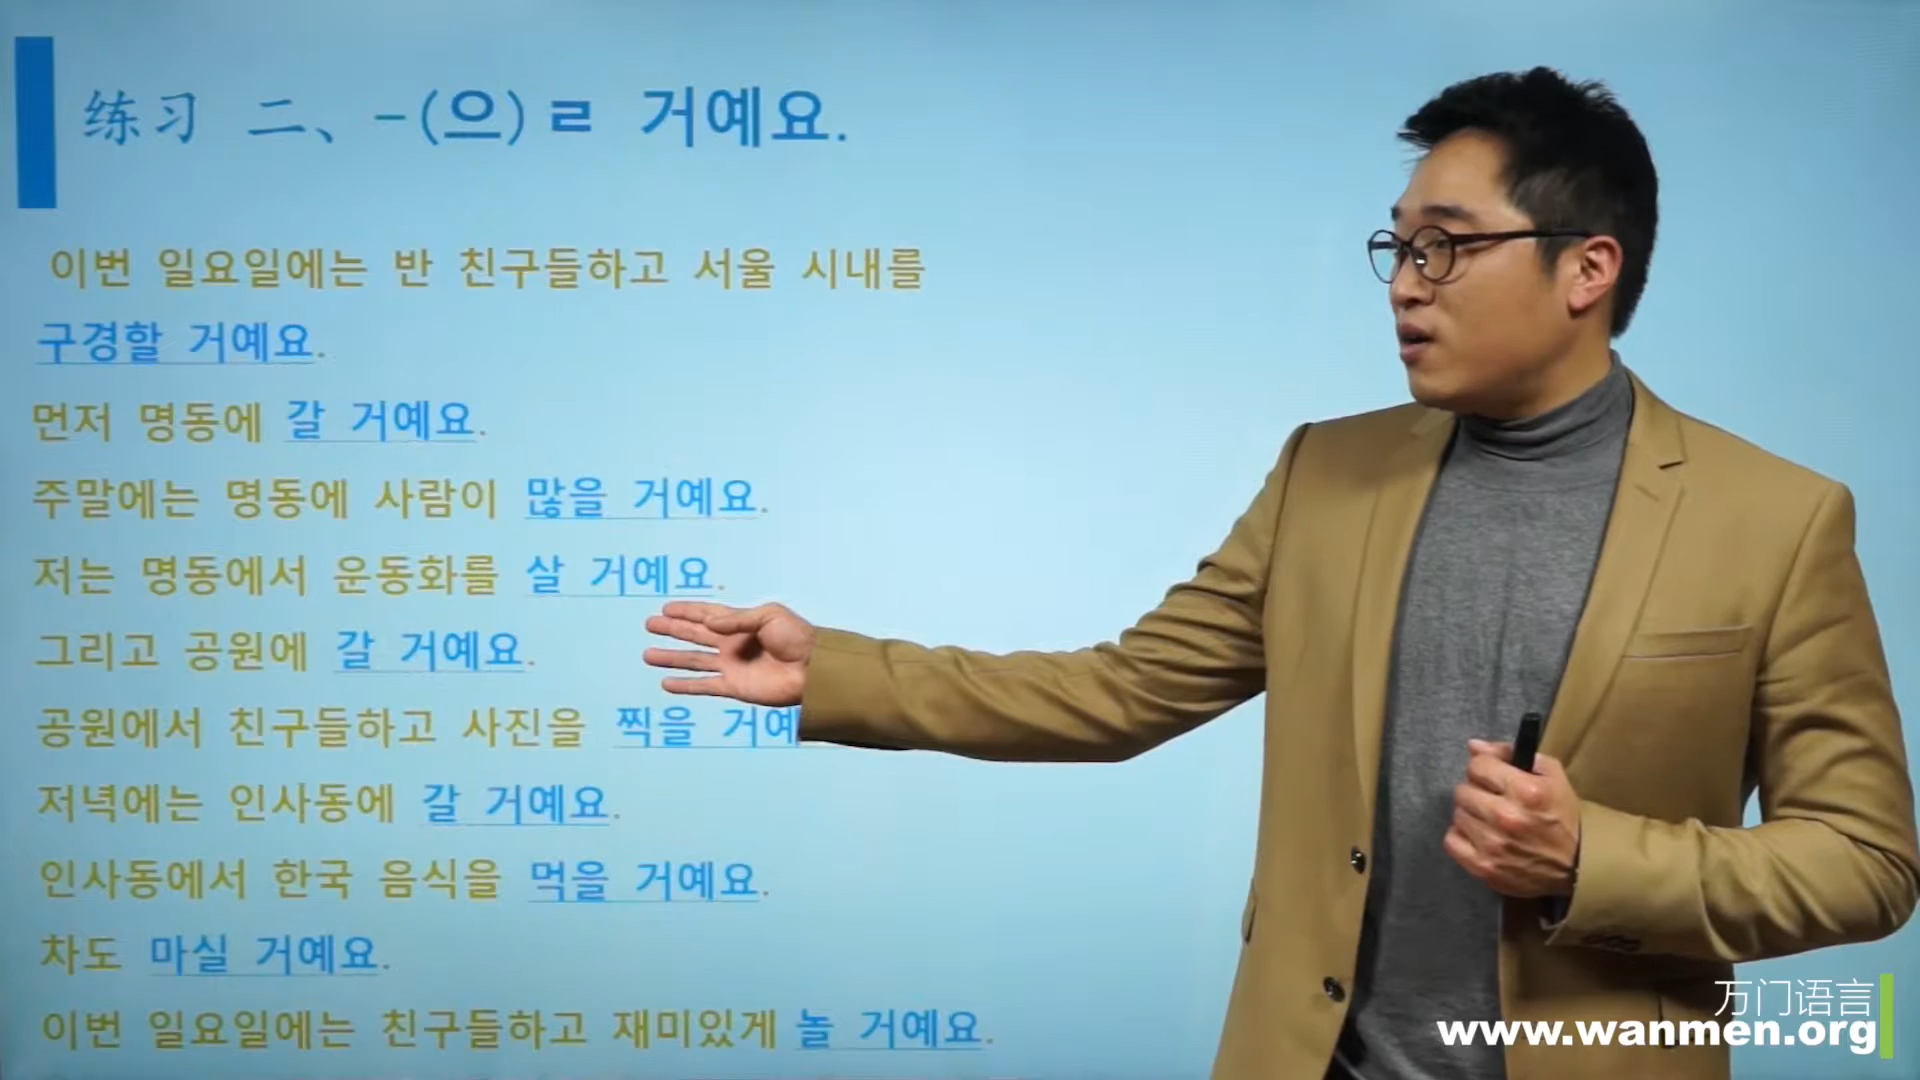 练习 二、-(으)ㄹ 거예요.
이번 일요일에는 반 친구들하고 서울 시내를
구경할 거예요.
먼저 명동에 갈 거예요.
주말에는 명동에 사람이 많을 거예요.
저는 명동에서 운동화를 살 거예요.
그리고 공원에 갈 거예요.
공원에서 친구들하고 사진을 찍을 거예
저녁에는 인사동에 갈 거예요.
인사동에서 한국 음식을 먹을 거예요.
차도 마실 거예요.
이번 일요일에는 친구들하고 재미있게 놀 거예요.
万门语言
www.wanmen.org